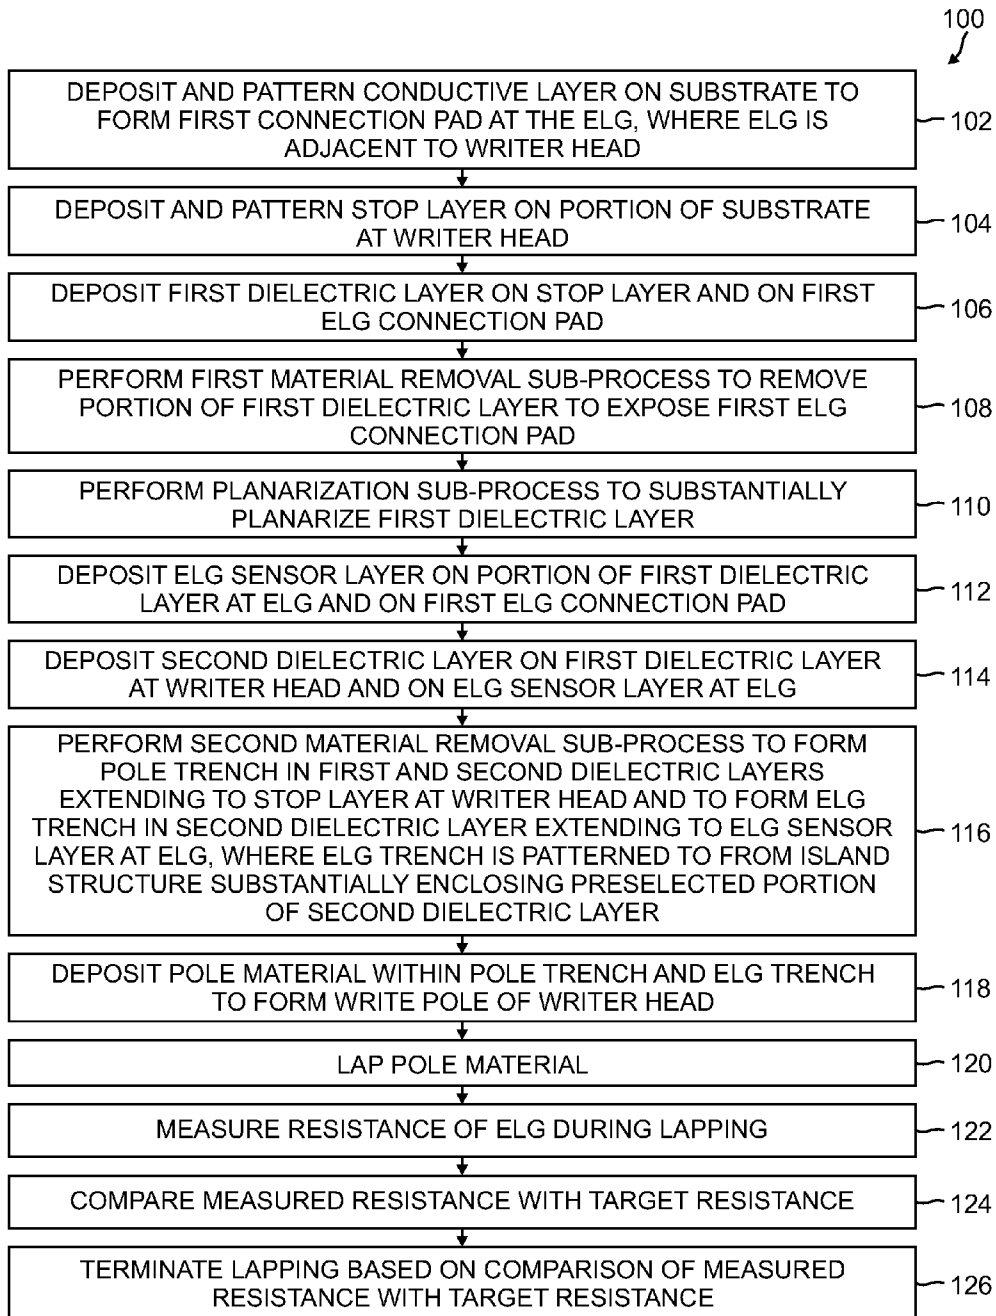 100
DEPOSIT AND PATTERN CONDUCTIVE LAYER ON SUBSTRATE TO
FORM FIRST CONNECTION PAD AT THE ELG, WHERE ELG IS
ADJACENT TO WRITER HEAD
102
DEPOSIT AND PATTERN STOP LAYER ON PORTION OF SUBSTRATE
AT WRITER HEAD
104
DEPOSIT FIRST DIELECTRIC LAYER ON STOP LAYER AND ON FIRST
ELG CONNECTION PAD
106
PERFORM FIRST MATERIAL REMOVAL SUB-PROCESS TO REMOVE
PORTION OF FIRST DIELECTRIC LAYER TO EXPOSE FIRST ELG
CONNECTION PAD
108
PERFORM PLANARIZATION SUB-PROCESS TO SUBSTANTIALLY
PLANARIZE FIRST DIELECTRIC LAYER
110
DEPOSIT ELG SENSOR LAYER ON PORTION OF FIRST DIELECTRIC
LAYER AT ELG AND ON FIRST ELG CONNECTION PAD
112
DEPOSIT SECOND DIELECTRIC LAYER ON FIRST DIELECTRIC LAYER
AT WRITER HEAD AND ON ELG SENSOR LAYER AT ELG
114
PERFORM SECOND MATERIAL REMOVAL SUB-PROCESS TO FORM
POLE TRENCH IN FIRST AND SECOND DIELECTRIC LAYERS
EXTENDING TO STOP LAYER AT WRITER HEAD AND TO FORM ELG
TRENCH IN SECOND DIELECTRIC LAYER EXTENDING TO ELG SENSOR
LAYER AT ELG, WHERE ELG TRENCH IS PATTERNED TO FROM ISLAND
STRUCTURE SUBSTANTIALLY ENCLOSING PRESELECTED PORTION
OF SECOND DIELECTRIC LAYER
116
DEPOSIT POLE MATERIAL WITHIN POLE TRENCH AND ELG TRENCH
TO FORM WRITE POLE OF WRITER HEAD
118
LAP POLE MATERIAL
120
MEASURE RESISTANCE OF ELG DURING LAPPING
122
COMPARE MEASURED RESISTANCE WITH TARGET RESISTANCE
124
TERMINATE LAPPING BASED ON COMPARISON OF MEASURED
RESISTANCE WITH TARGET RESISTANCE
126